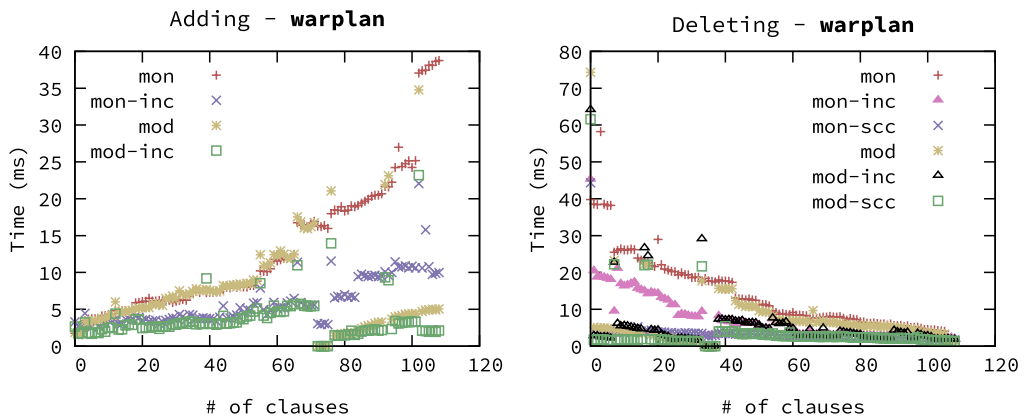 Adding - warplan
40
35
30
25
20
15
10
5
0
Time (ms)
mon
mon-inc
mod
mod-inc
0 20 40 60 80 100 120
# of clauses
Deleting - warplan
80
70
60
50
40
30
20
10
0
Time (ms)
mon
mon-inc
mon-scc
mod
mod-inc
mod-scc
0 20 40 60 80 100 120
# of clauses